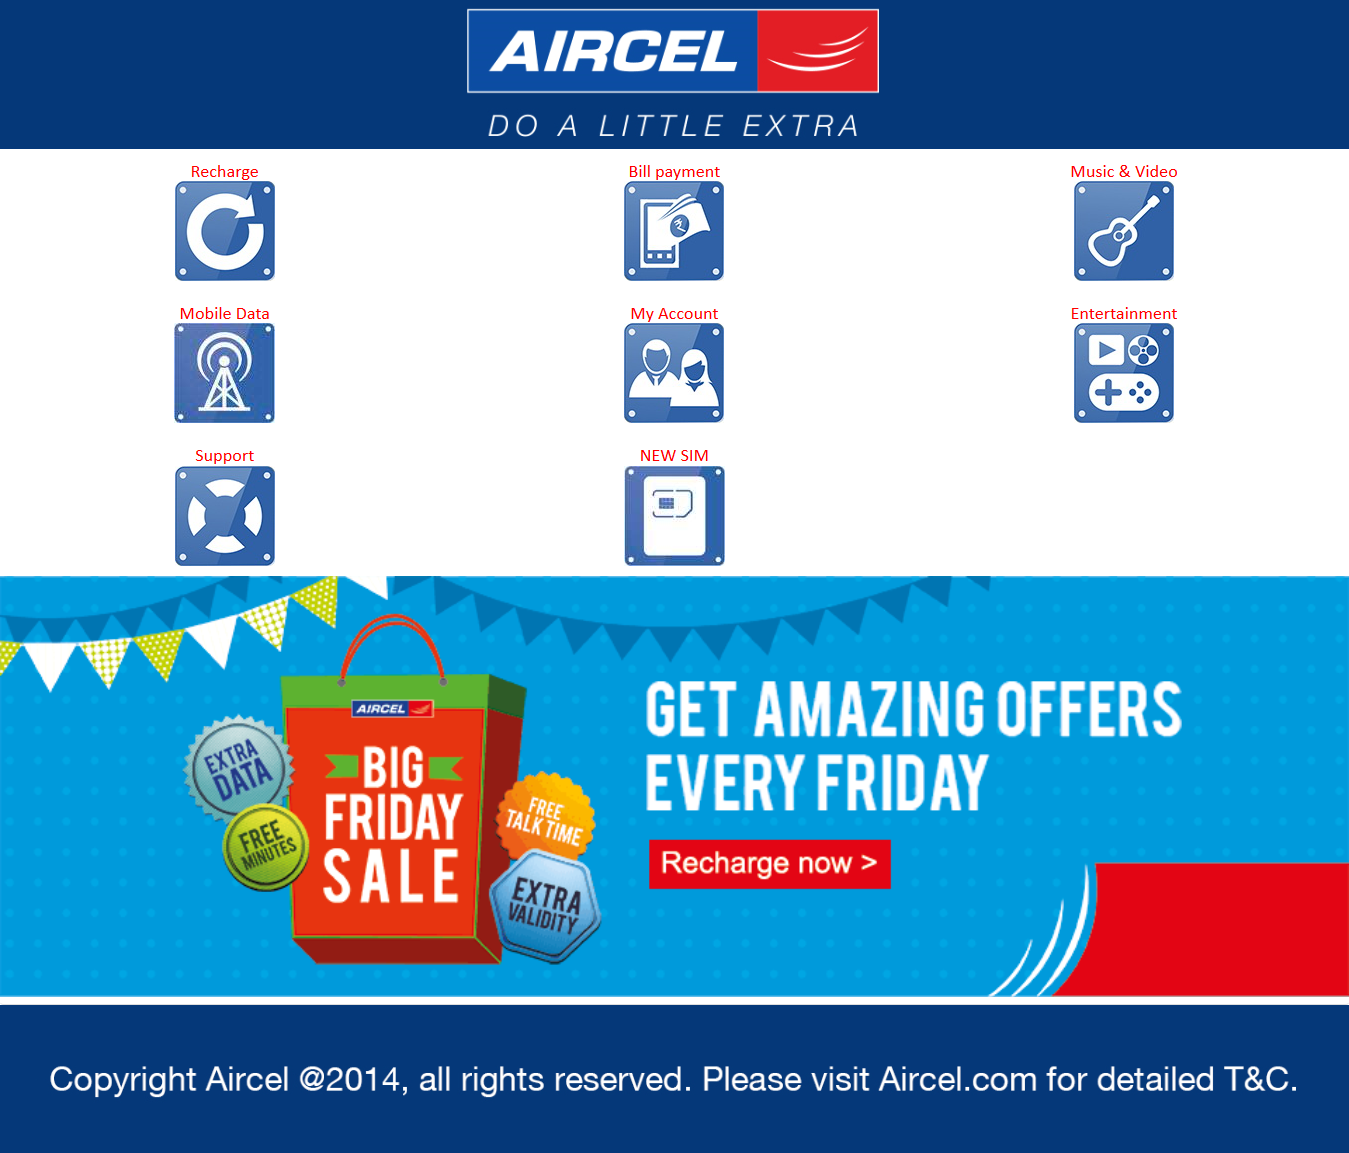 AIRCEL
DO A LITTLE EXTRA
Recharge
Bill payment
Music & Video
Mobile Data
My Account
Entertainment
Support
NEW SIM
AIRCEL
BIG
FRIDAY
SALE
EXTRA
DATA
FREE
MINUTES
FREE
TALK TIME
EXTRA
VALIDITY
GET AMAZING OFFERS
EVERY FRIDAY
Recharge now >
Copyright Aircel @2014, all rights reserved. Please visit Aircel.com for detailed T&C.